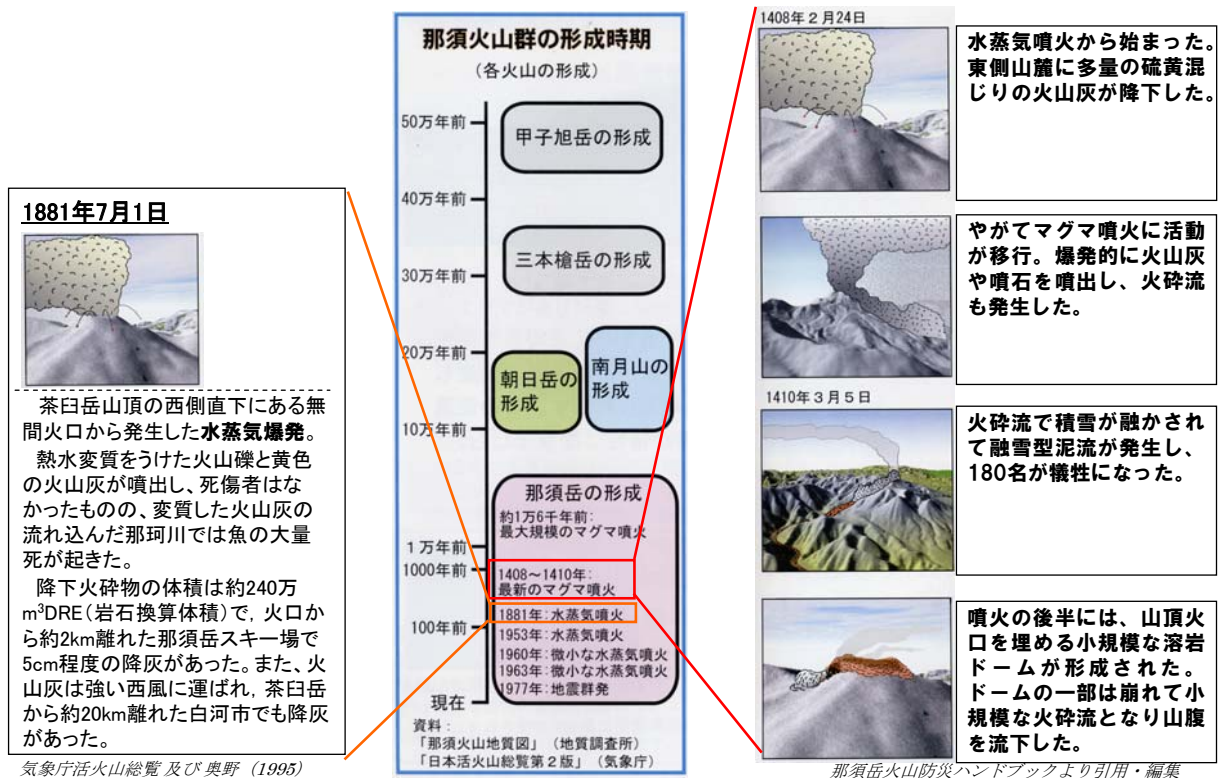 1881年7月1日
茶臼岳山頂の西側直下にある無
間火口から発生した水蒸気爆発。
熱水変質をうけた火山礫と黄色
の火山灰が噴出し、死傷者はな
かったものの、変質した火山灰の
流れ込んだ那珂川では魚の大量
死が起きた。
降下火砕物の体積は約240万
m³DRE(岩石換算体積)で, 火口か
ら約2km離れた那須岳スキー場で
5cm程度の降灰があった。また、火
山灰は強い西風に運ばれ, 茶臼岳
から約20km離れた白河市でも降灰
があった。
気象庁活火山総覧 及び 奥野 (1995)
那須火山群の形成時期
(各火山の形成)
50万年前
甲子旭岳の形成
40万年前
三本槍岳の形成
30万年前
20万年前
朝日岳の
形成
南月山の
形成
10万年前
那須岳の形成
約1万6千年前:
最大規模のマグマ噴火
1万年前
1000年前
1408～1410年:
最新のマグマ噴火
1881年:水蒸気噴火
100年前
1953年:水蒸気噴火
1960年:微小な水蒸気噴火
1963年:微小な水蒸気噴火
1977年:地震群発
現在
資料:
「那須火山地質図」(地質調査所)
「日本活火山総覧第2版」(気象庁)
1408年2月24日
水蒸気噴火から始まった。
東側山麓に多量の硫黄混
じりの火山灰が降下した。
やがてマグマ噴火に活動
が移行。爆発的に火山灰
や噴石を噴出し、火砕流
も発生した。
1410年3月5日
火砕流で積雪が融かされ
て融雪型泥流が発生し、
180名が犠牲になった。
噴火の後半には、山頂火
口を埋める小規模な溶岩
ドームが形成された。
ドームの一部は崩れて小
規模な火砕流となり山腹
を流下した。
那須岳火山防災ハンドブックより引用・編集